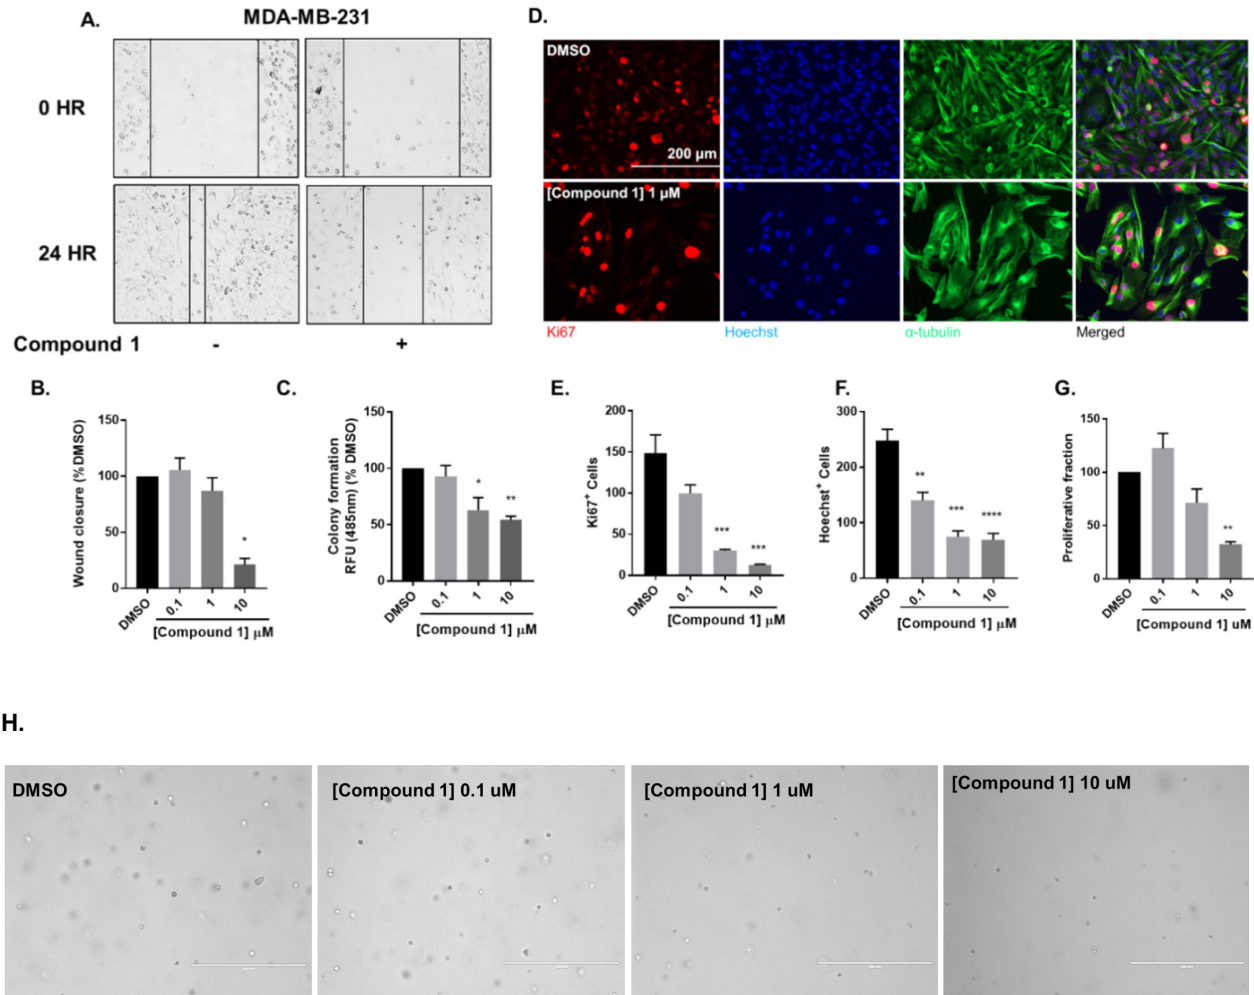 A.
MDA-MB-231
0 HR
24 HR
Compound 1
-
+
D.
DMSO
200 µm
[Compound 1] 1 µM
Ki67
Hoechst
α-tubulin
Merged
B.
Wound closure (% DMSO)
150
100
50
0
DMSO
0.1
1
10
*
[Compound 1] µM
C.
Colony formation
RFU (485nm) (% DMSO)
150
100
50
0
DMSO
0.1
1
10
*
**
[Compound 1] µM
E.
Ki67+ Cells
200
150
100
50
0
DMSO
0.1
1
10
***
***
[Compound 1] µM
F.
Hoechst+ Cells
300
200
100
0
DMSO
0.1
1
10
**
***
****
[Compound 1] µM
G.
Proliferative fraction
150
100
50
0
DMSO
0.1
1
10
**
[Compound 1] uM
H.
DMSO
[Compound 1] 0.1 uM
[Compound 1] 1 uM
[Compound 1] 10 uM